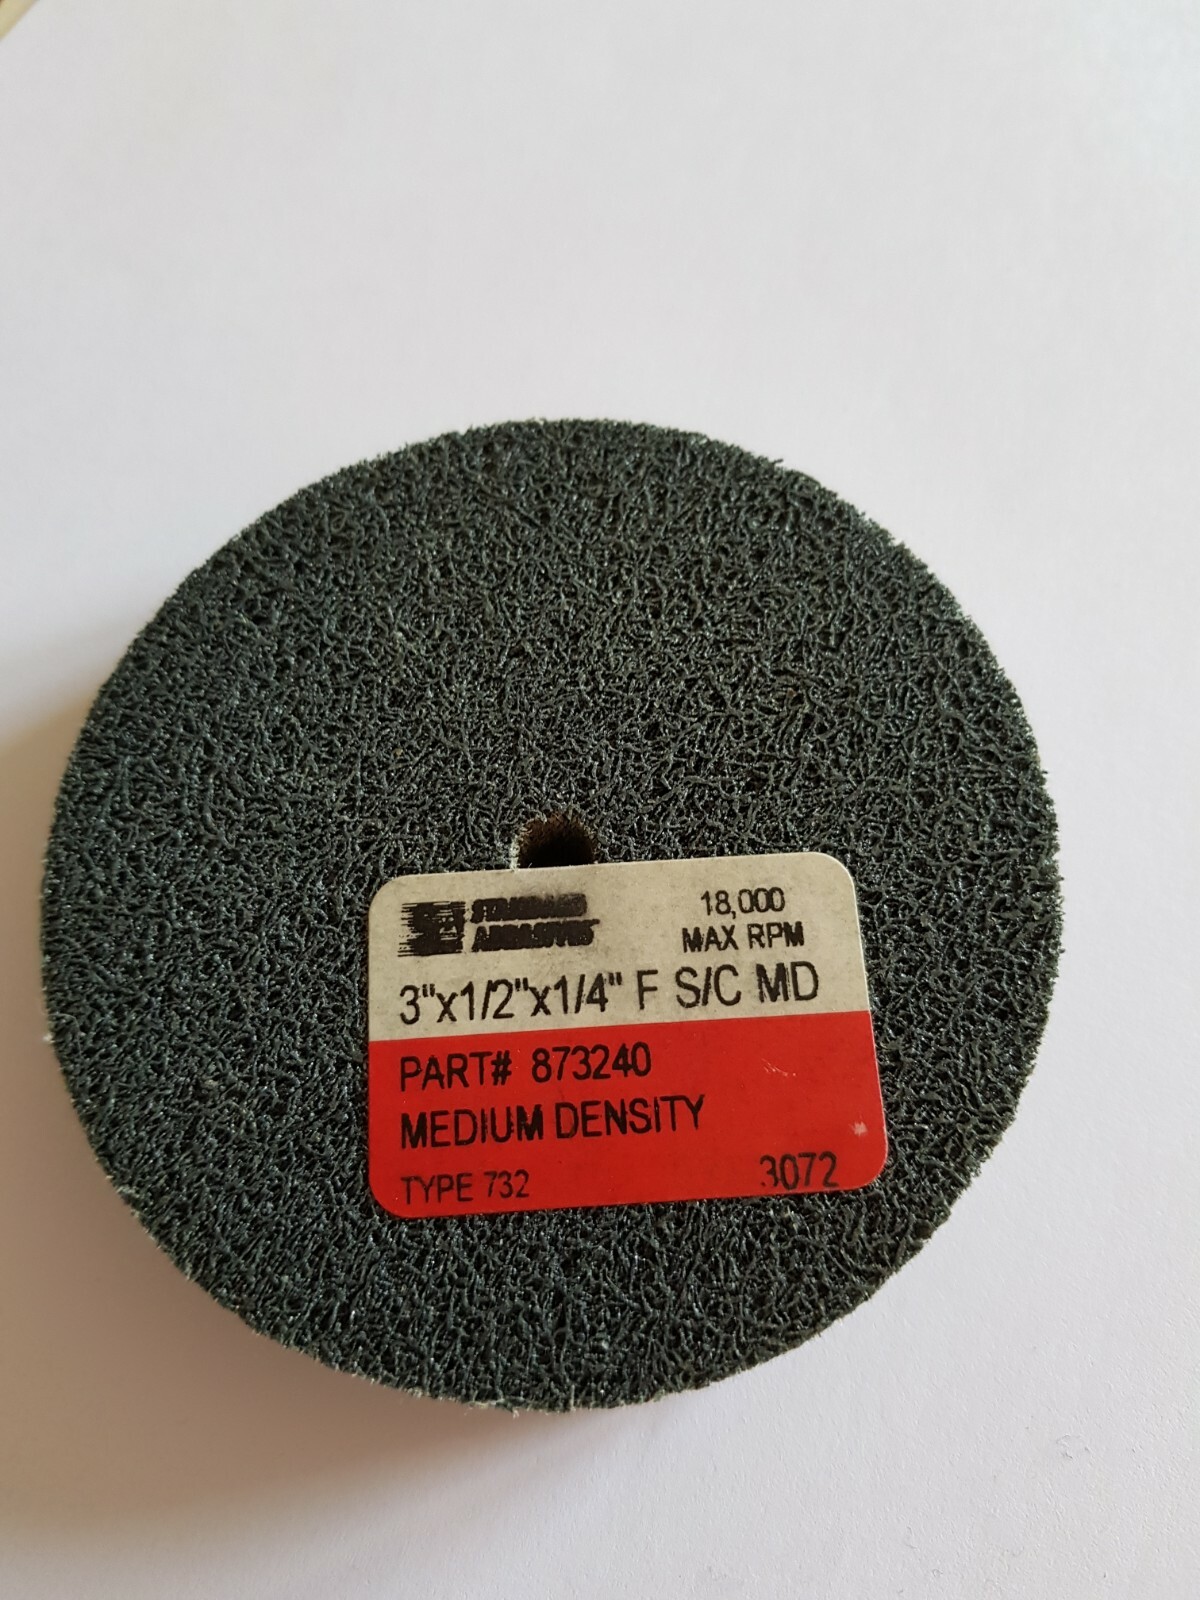 STANDARD
ABRASIVES
18,000
MAX RPM
3"x1/2"x1/4" F S/C MD
PART# 873240
MEDIUM DENSITY
TYPE 732
3072